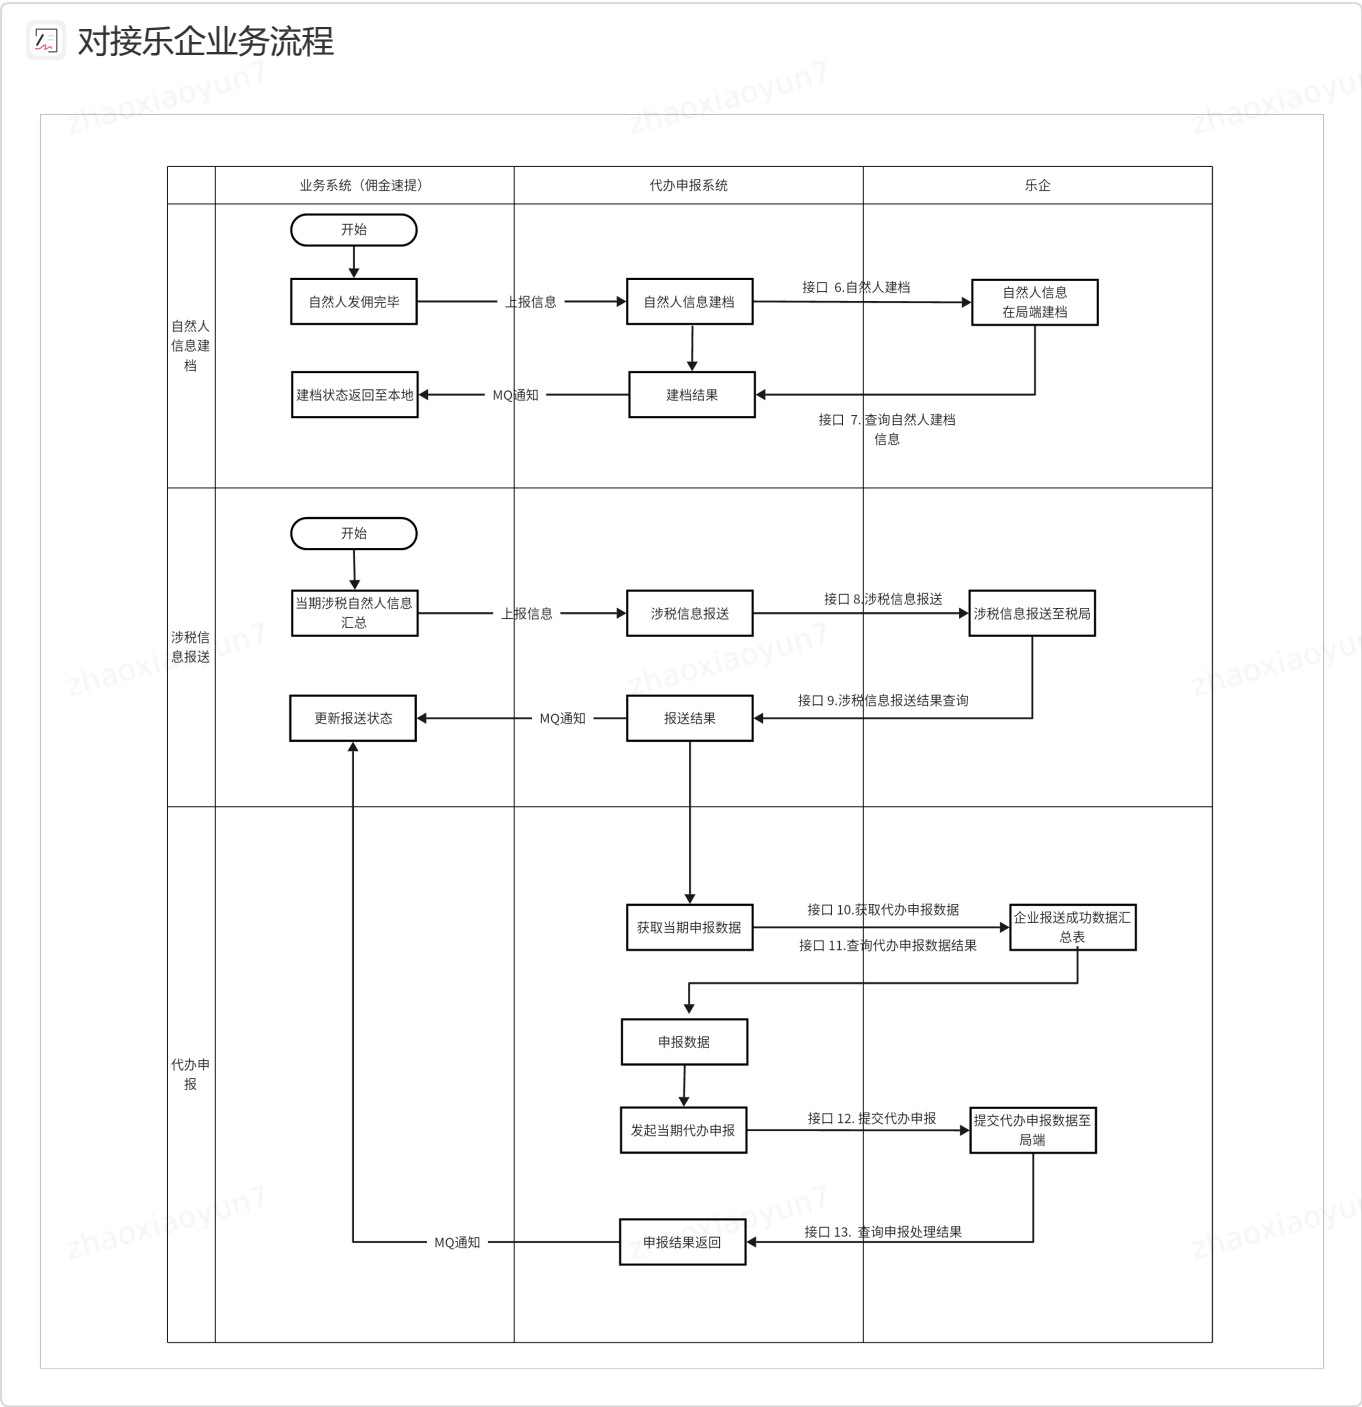 对接乐企业务流程
zhaoxiaoyun7
zhaoxiaoyun7
zhaoxiaoyun7
业务系统（佣金速提）
代办申报系统
乐企
自然人
信息建
档
开始
自然人发佣完毕
上报信息
自然人信息建档
接口 6.自然人建档
自然人信息
在局端建档
建档状态返回至本地
MQ通知
建档结果
接口 7. 查询自然人建档
信息
涉税信
息报送
开始
当期涉税自然人信息
汇总
上报信息
涉税信息报送
接口 8.涉税信息报送
涉税信息报送至税局
zhaoxiaoyun7
zhaoxiaoyun7
zhaoxiaoyun7
更新报送状态
MQ通知
报送结果
接口 9.涉税信息报送结果查询
代办申
报
获取当期申报数据
接口 10.获取代办申报数据
接口 11.查询代办申报数据结果
企业报送成功数据汇
总表
申报数据
发起当期代办申报
接口 12. 提交代办申报
提交代办申报数据至
局端
zhaoxiaoyun7
zhaoxiaoyun7
zhaoxiaoyun7
MQ通知
申报结果返回
接口 13. 查询申报处理结果